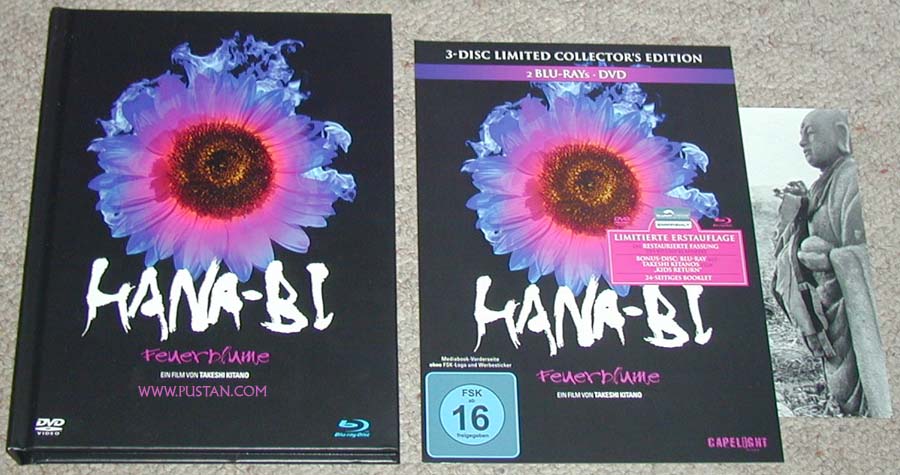 HANA-BI
Feuerblume
EIN FILM VON TAKESHI KITANO
WWW.PUSTAN.COM
DVD
VIDEO
Blu-ray Disc
3-DISC LIMITED COLLECTOR'S EDITION
2 BLU-RAYs · DVD
LIMITIERTE ERSTAUFLAGE
RESTAURIERTE FASSUNG
BONUS-DISC: BLU-RAY
TAKESHI KITANOS
„KIDS RETURN"
24-SEITIGES BOOKLET
HANA-BI
Mediabook-Vorderseite
ohne FSK-Logo und Werbesticker
Feuerblume
EIN FILM VON TAKESHI KITANO
FSK
ab
16
freigegeben
CAPELIGHT